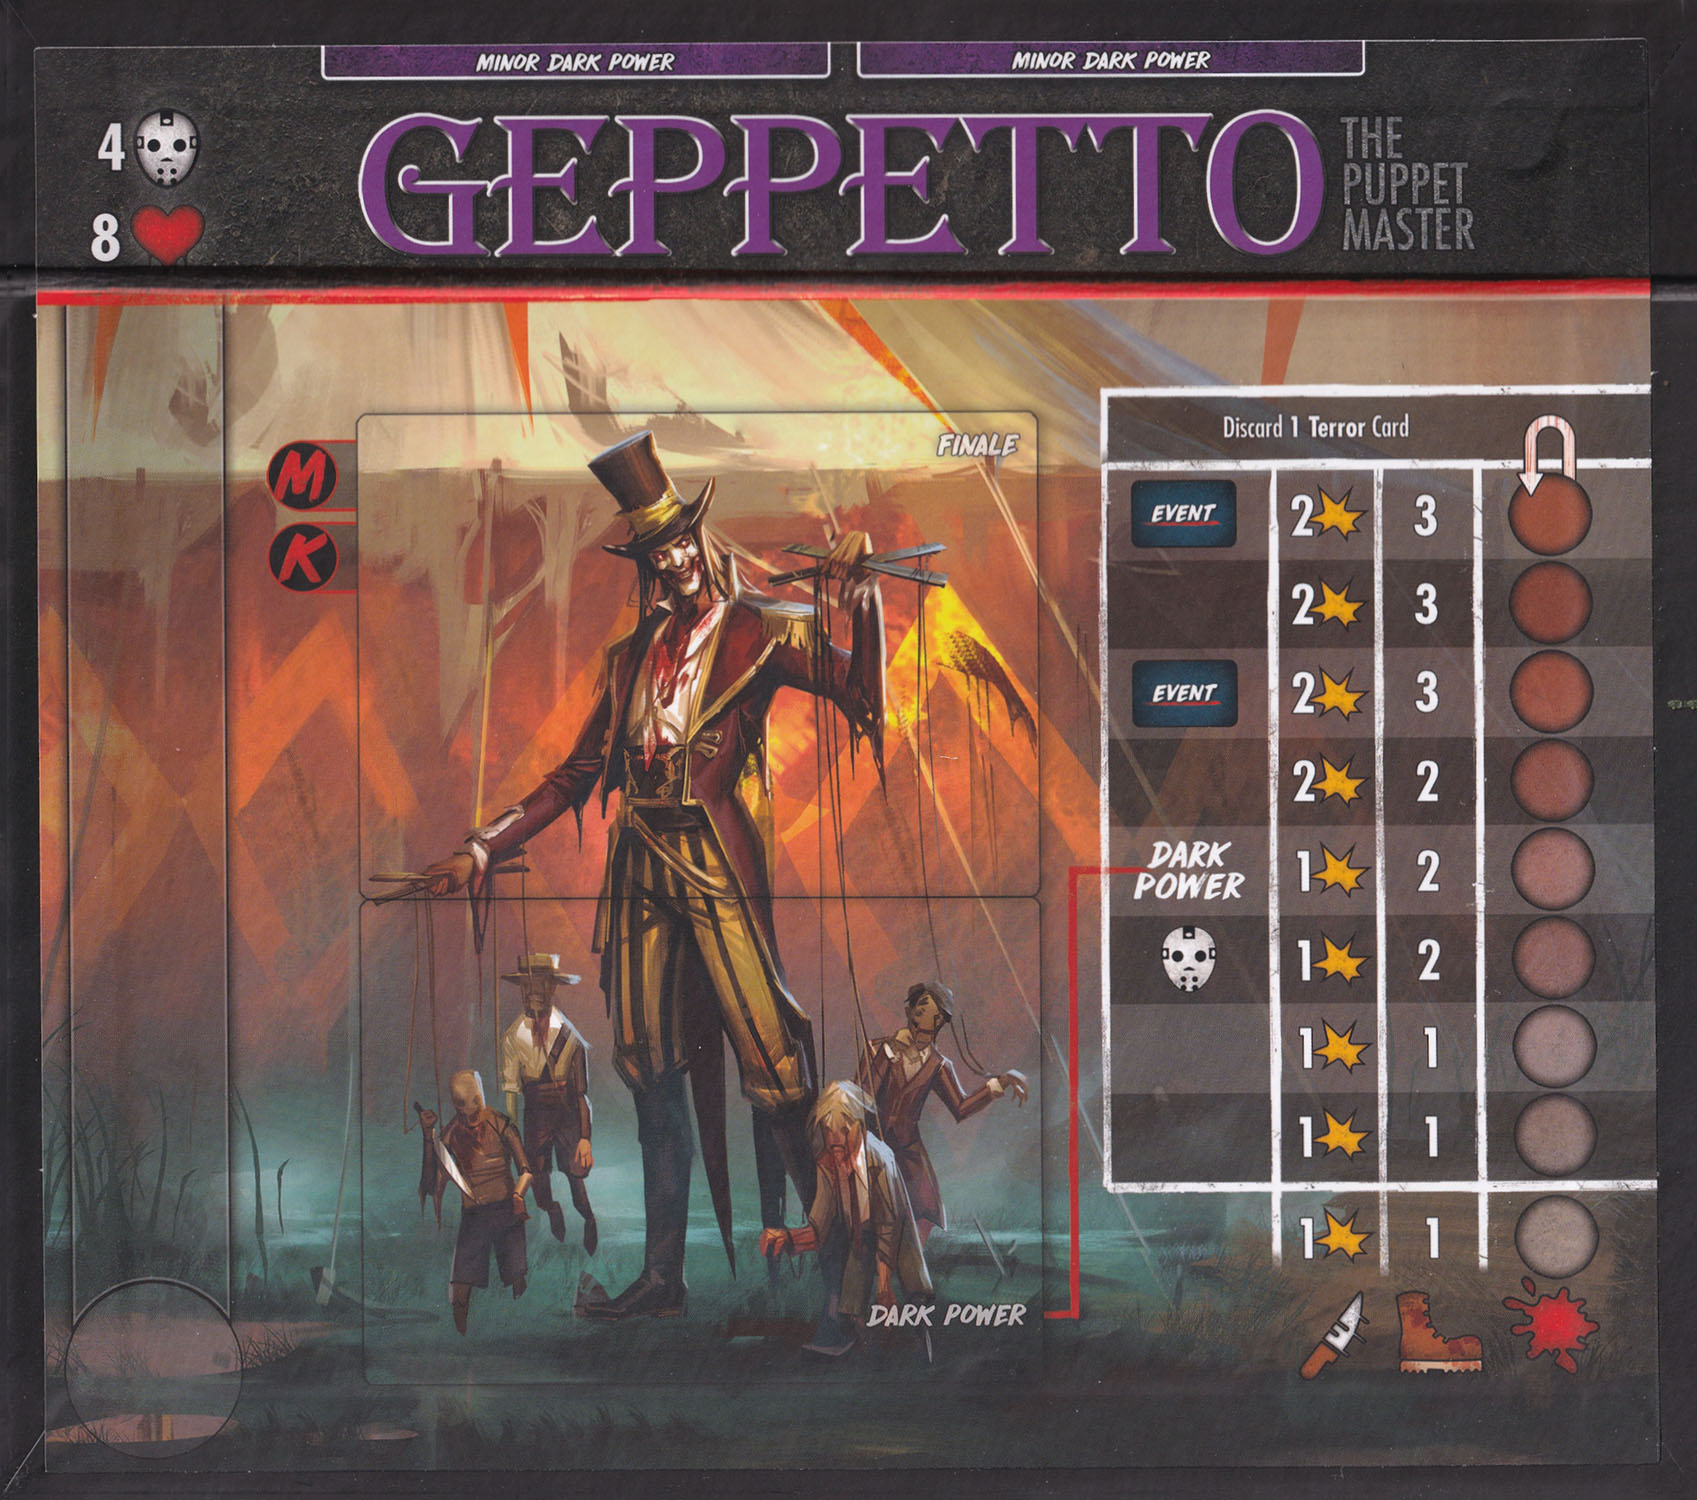 MINOR DARK POWER
MINOR DARK POWER
4
8
GEPPETTO
THE
PUPPET
MASTER
M
K
FINALE
Discard 1 Terror Card
EVENT 2 3
2 3
EVENT 2 3
2 2
DARK POWER 1 2
1 2
1 1
1 1
1 1
DARK POWER